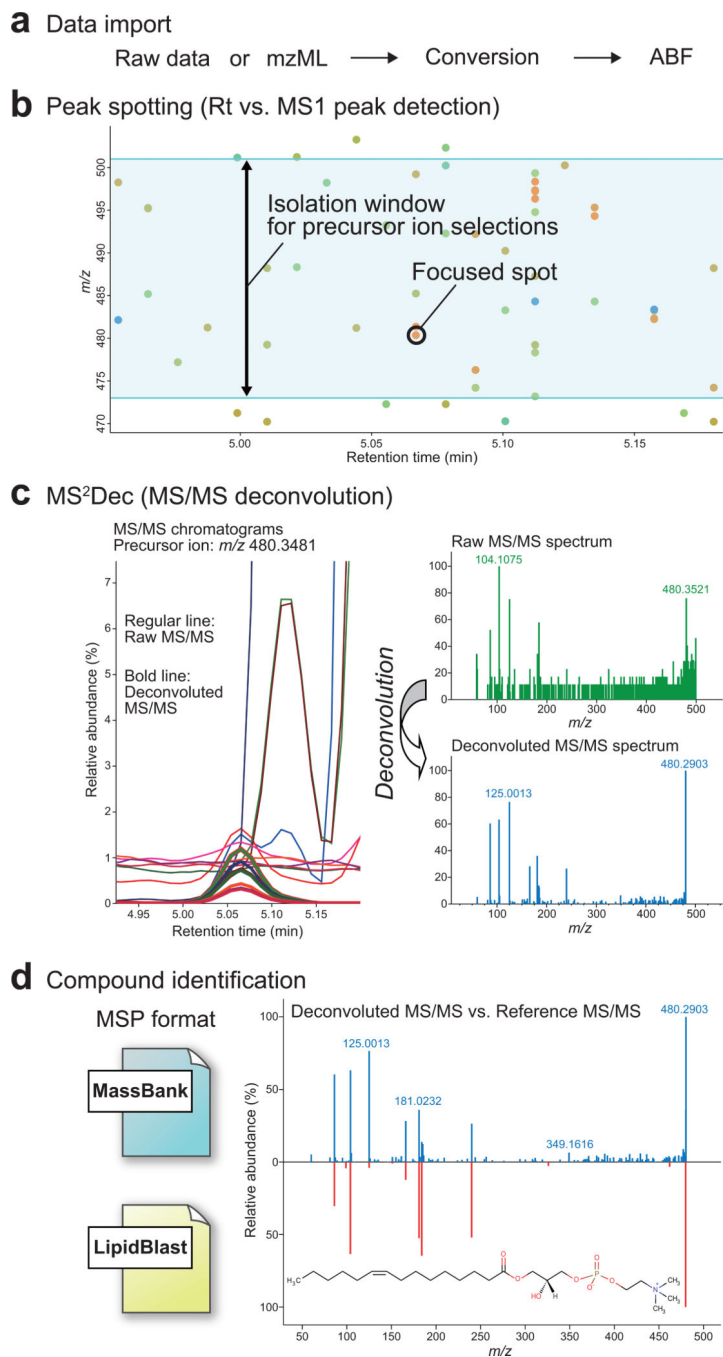 a Data import
Raw data or mzML → Conversion → ABF
b Peak spotting (Rt vs. MS1 peak detection)
500
495
490
485
480
475
470
m/z
Isolation window
for precursor ion selections
Focused spot
5.00 5.05 5.10 5.15
Retention time (min)
c MS²Dec (MS/MS deconvolution)
MS/MS chromatograms
Precursor ion: m/z 480.3481
7
6
5
4
3
2
1
0
Relative abundance (%)
Regular line:
Raw MS/MS
Bold line:
Deconvoluted
MS/MS
4.95 5.00 5.05 5.10 5.15
Retention time (min)
Deconvolution
Raw MS/MS spectrum
104.1075
480.3521
100
80
60
40
20
0
100 200 300 400 500
m/z
Deconvoluted MS/MS spectrum
480.2903
125.0013
100
80
60
40
20
0
100 200 300 400 500
m/z
d Compound identification
MSP format
MassBank
LipidBlast
Deconvoluted MS/MS vs. Reference MS/MS
480.2903
125.0013
181.0232
349.1616
100
50
0
50
100
Relative abundance (%)
H₃C
O
O
HO
H
O
O
P
O⁻
O
N⁺
CH₃
CH₃
CH₃
50 100 150 200 250 300 350 400 450 500
m/z